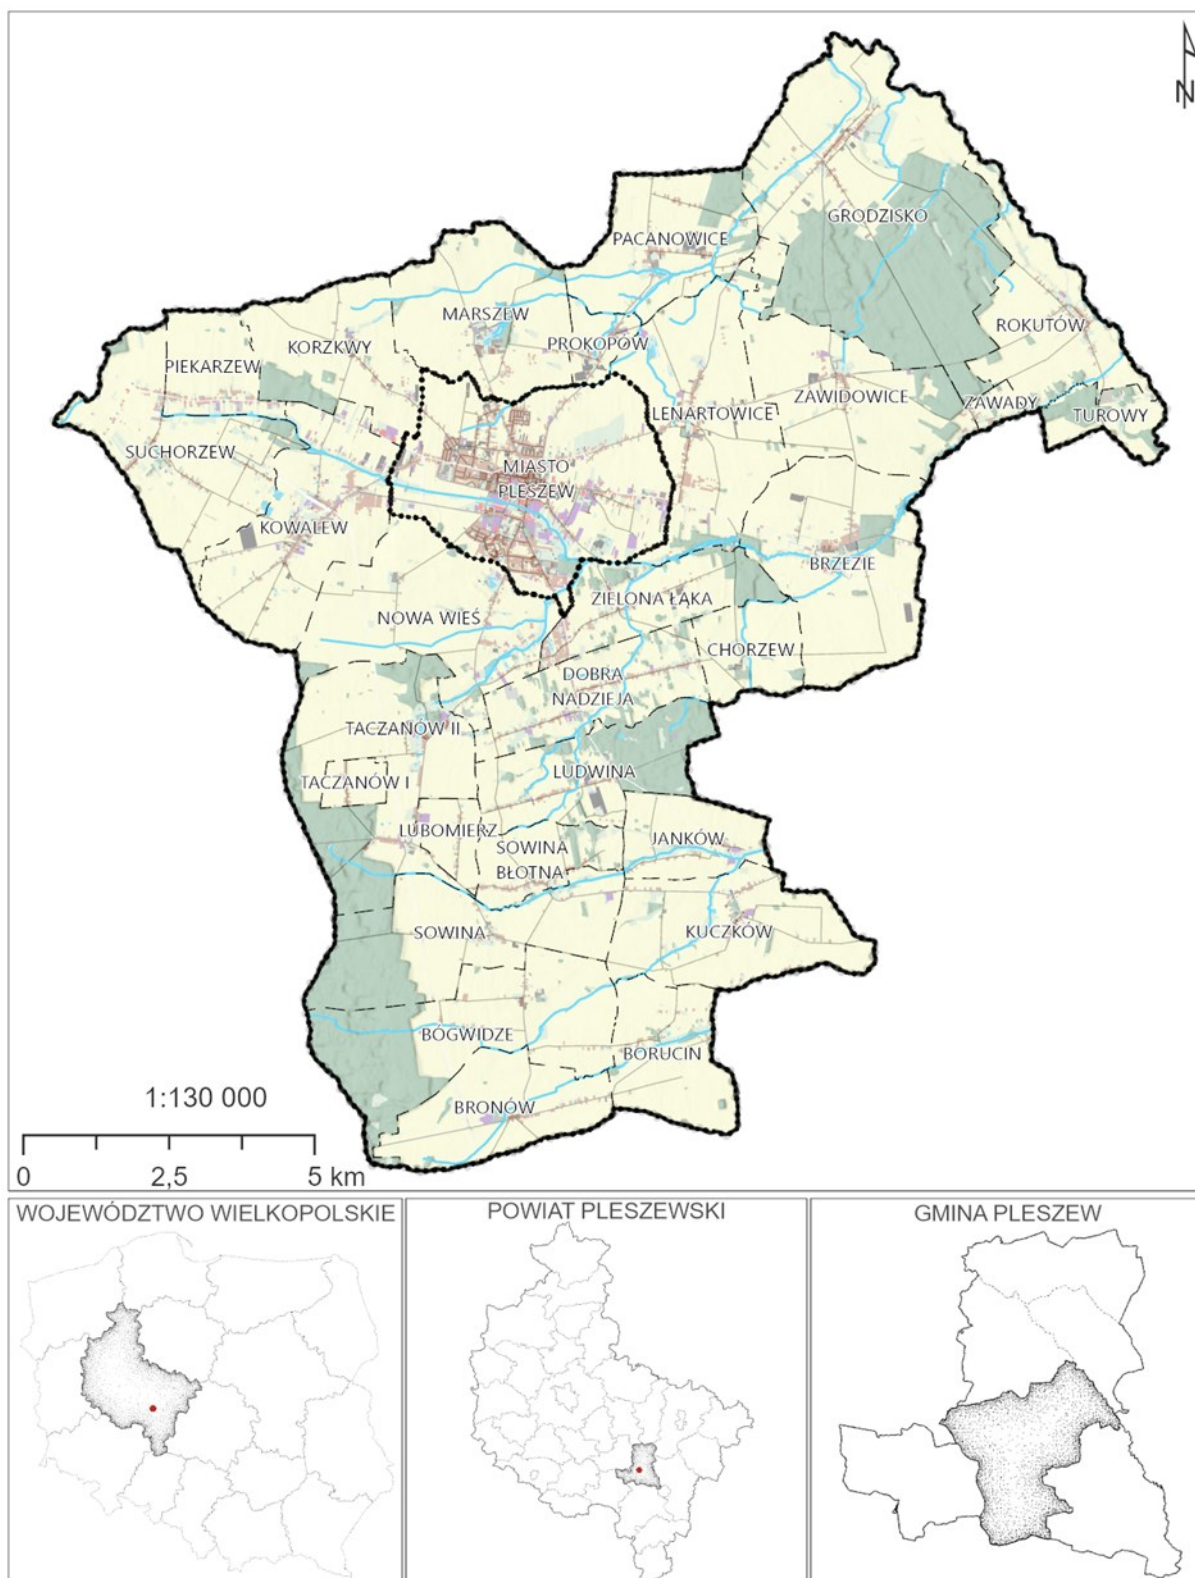 N
GRODZISKO
PACANOWICE
MARSZEW
ROKUTÓW
KORZKWY
PROKOPÓW
PIEKARZEW
ZAWIDOWICE
ZAWADY
LENARTOWICE
TUROWY
SUCHORZEW
MIASTO
PLESZEW
KOWALEW
BRZEZIE
ZIELONA ŁĄKA
NOWA WIEŚ
CHORZEW
DOBRA
NADZIEJA
TACZANÓW II
LUDWINA
TACZANÓW I
LUBOMIERZ
JANKÓW
SOWINA
BŁOTNA
SOWINA
KUCZKÓW
BÓGWIDZE
BORUCIN
BRONÓW
1:130 000
0 2,5 5 km
WOJEWÓDZTWO WIELKOPOLSKIE
POWIAT PLESZEWSKI
GMINA PLESZEW